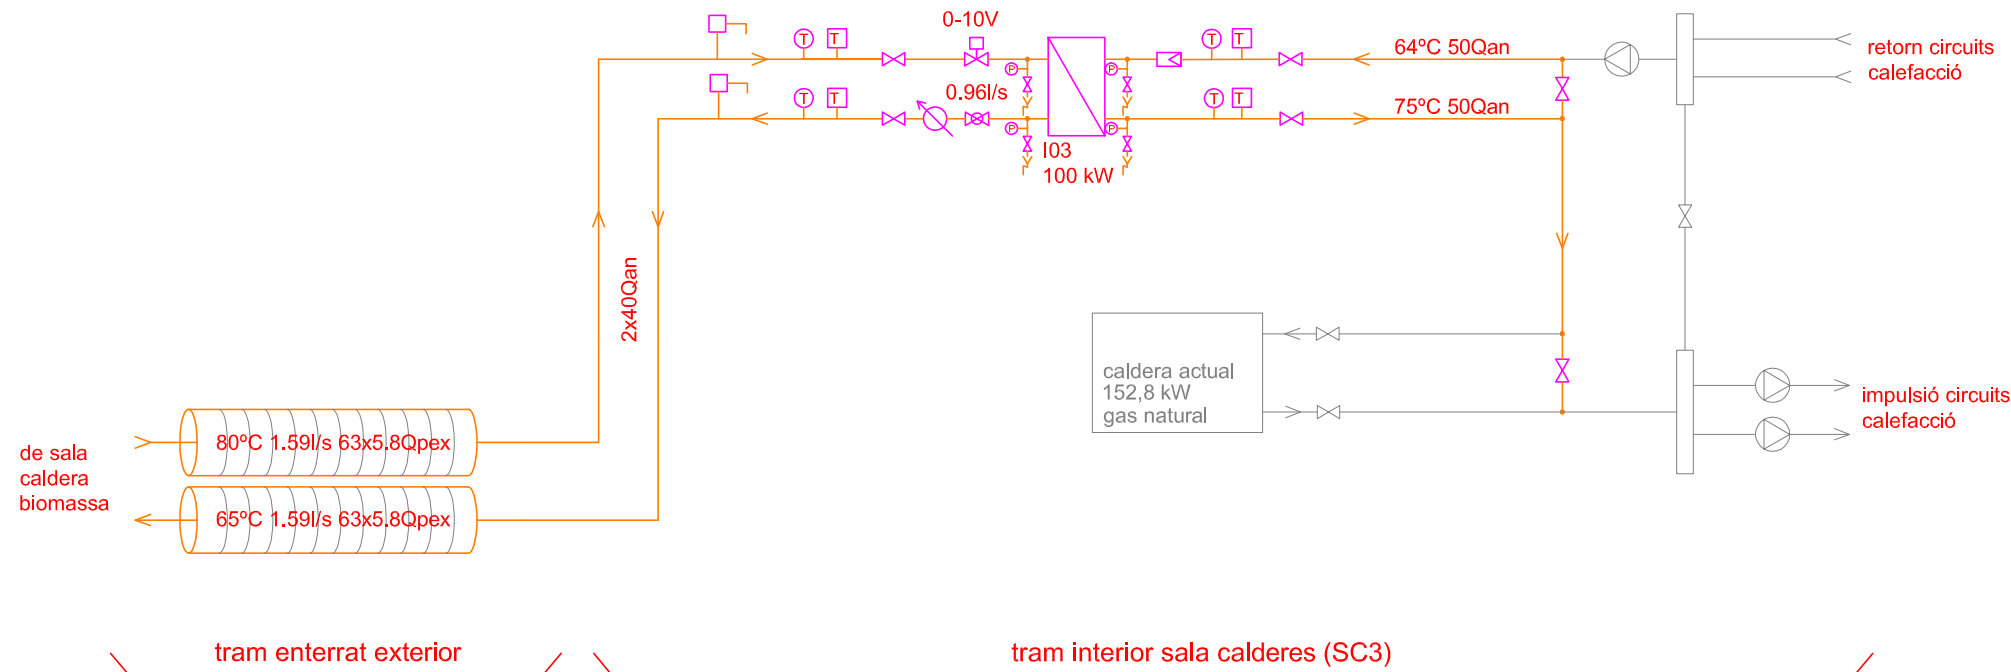 0-10V
T
T
T
T
64ºC 50Qan
retorn circuits
calefacció
P
P
0.96l/s
T
T
T
T
75ºC 50Qan
P
P
I03
100 kW
2x40Qan
caldera actual
152,8 kW
gas natural
impulsió circuits
calefacció
de sala
caldera
biomassa
80ºC 1.59l/s 63x5.8Qpex
65ºC 1.59l/s 63x5.8Qpex
tram enterrat exterior
tram interior sala calderes (SC3)